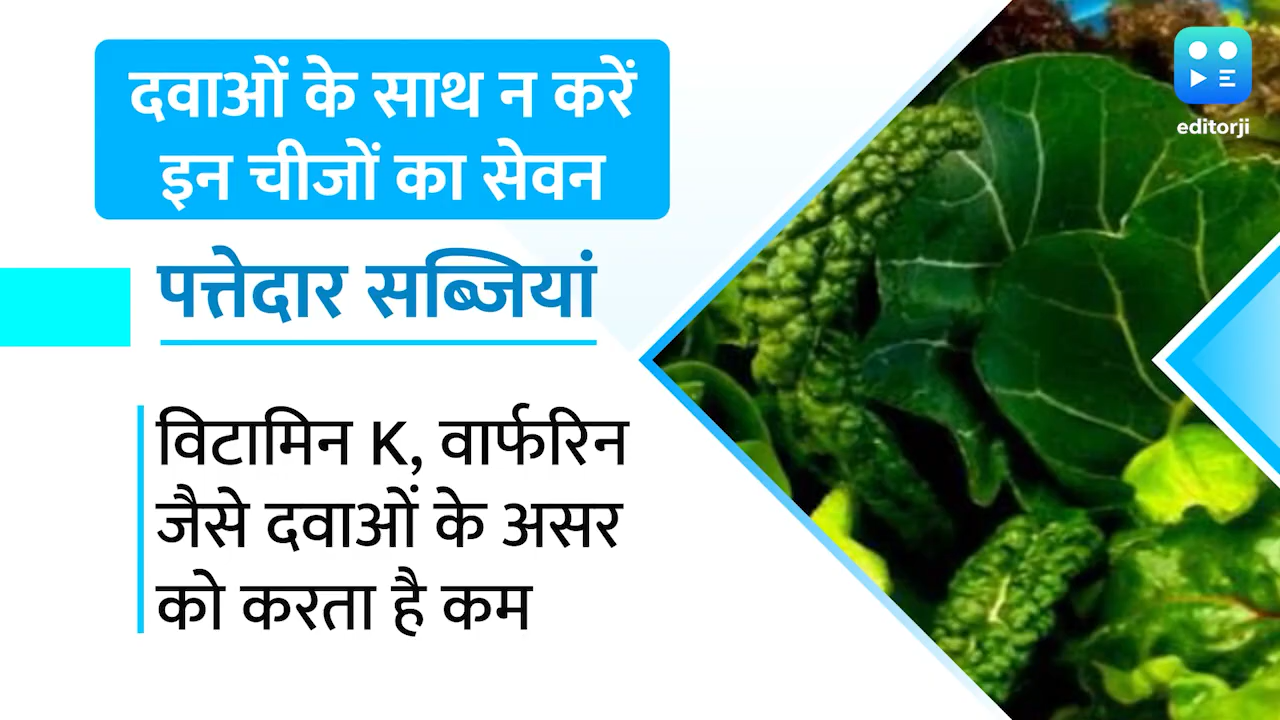 दवाओं के साथ न करें
इन चीजों का सेवन
पत्तेदार सब्जियां
विटामिन K, वार्फरिन
जैसे दवाओं के असर
को करता है कम
editorji